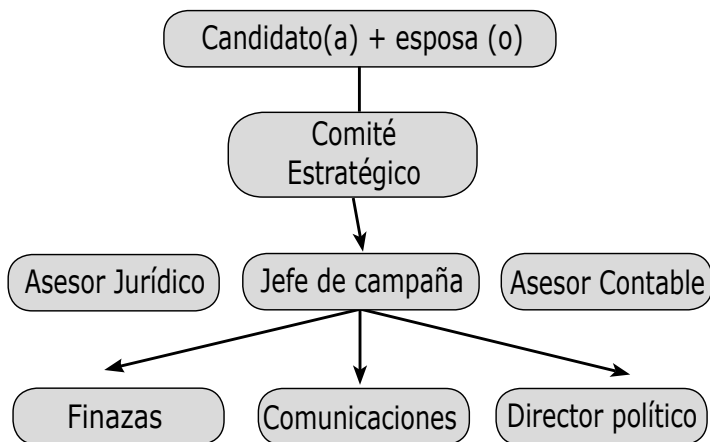 Candidato(a) + esposa (o)
Comité
Estratégico
Asesor Jurídico
Jefe de campaña
Asesor Contable
Finazas
Comunicaciones
Director político